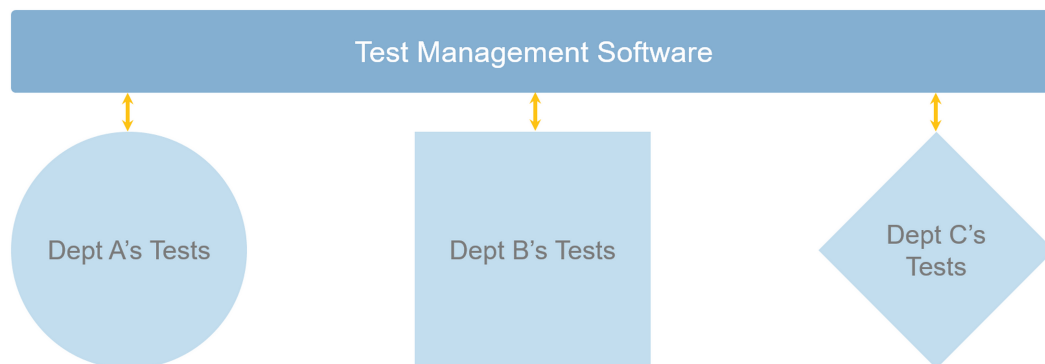 Test Management Software
Dept A’s Tests
Dept B’s Tests
Dept C’s
Tests